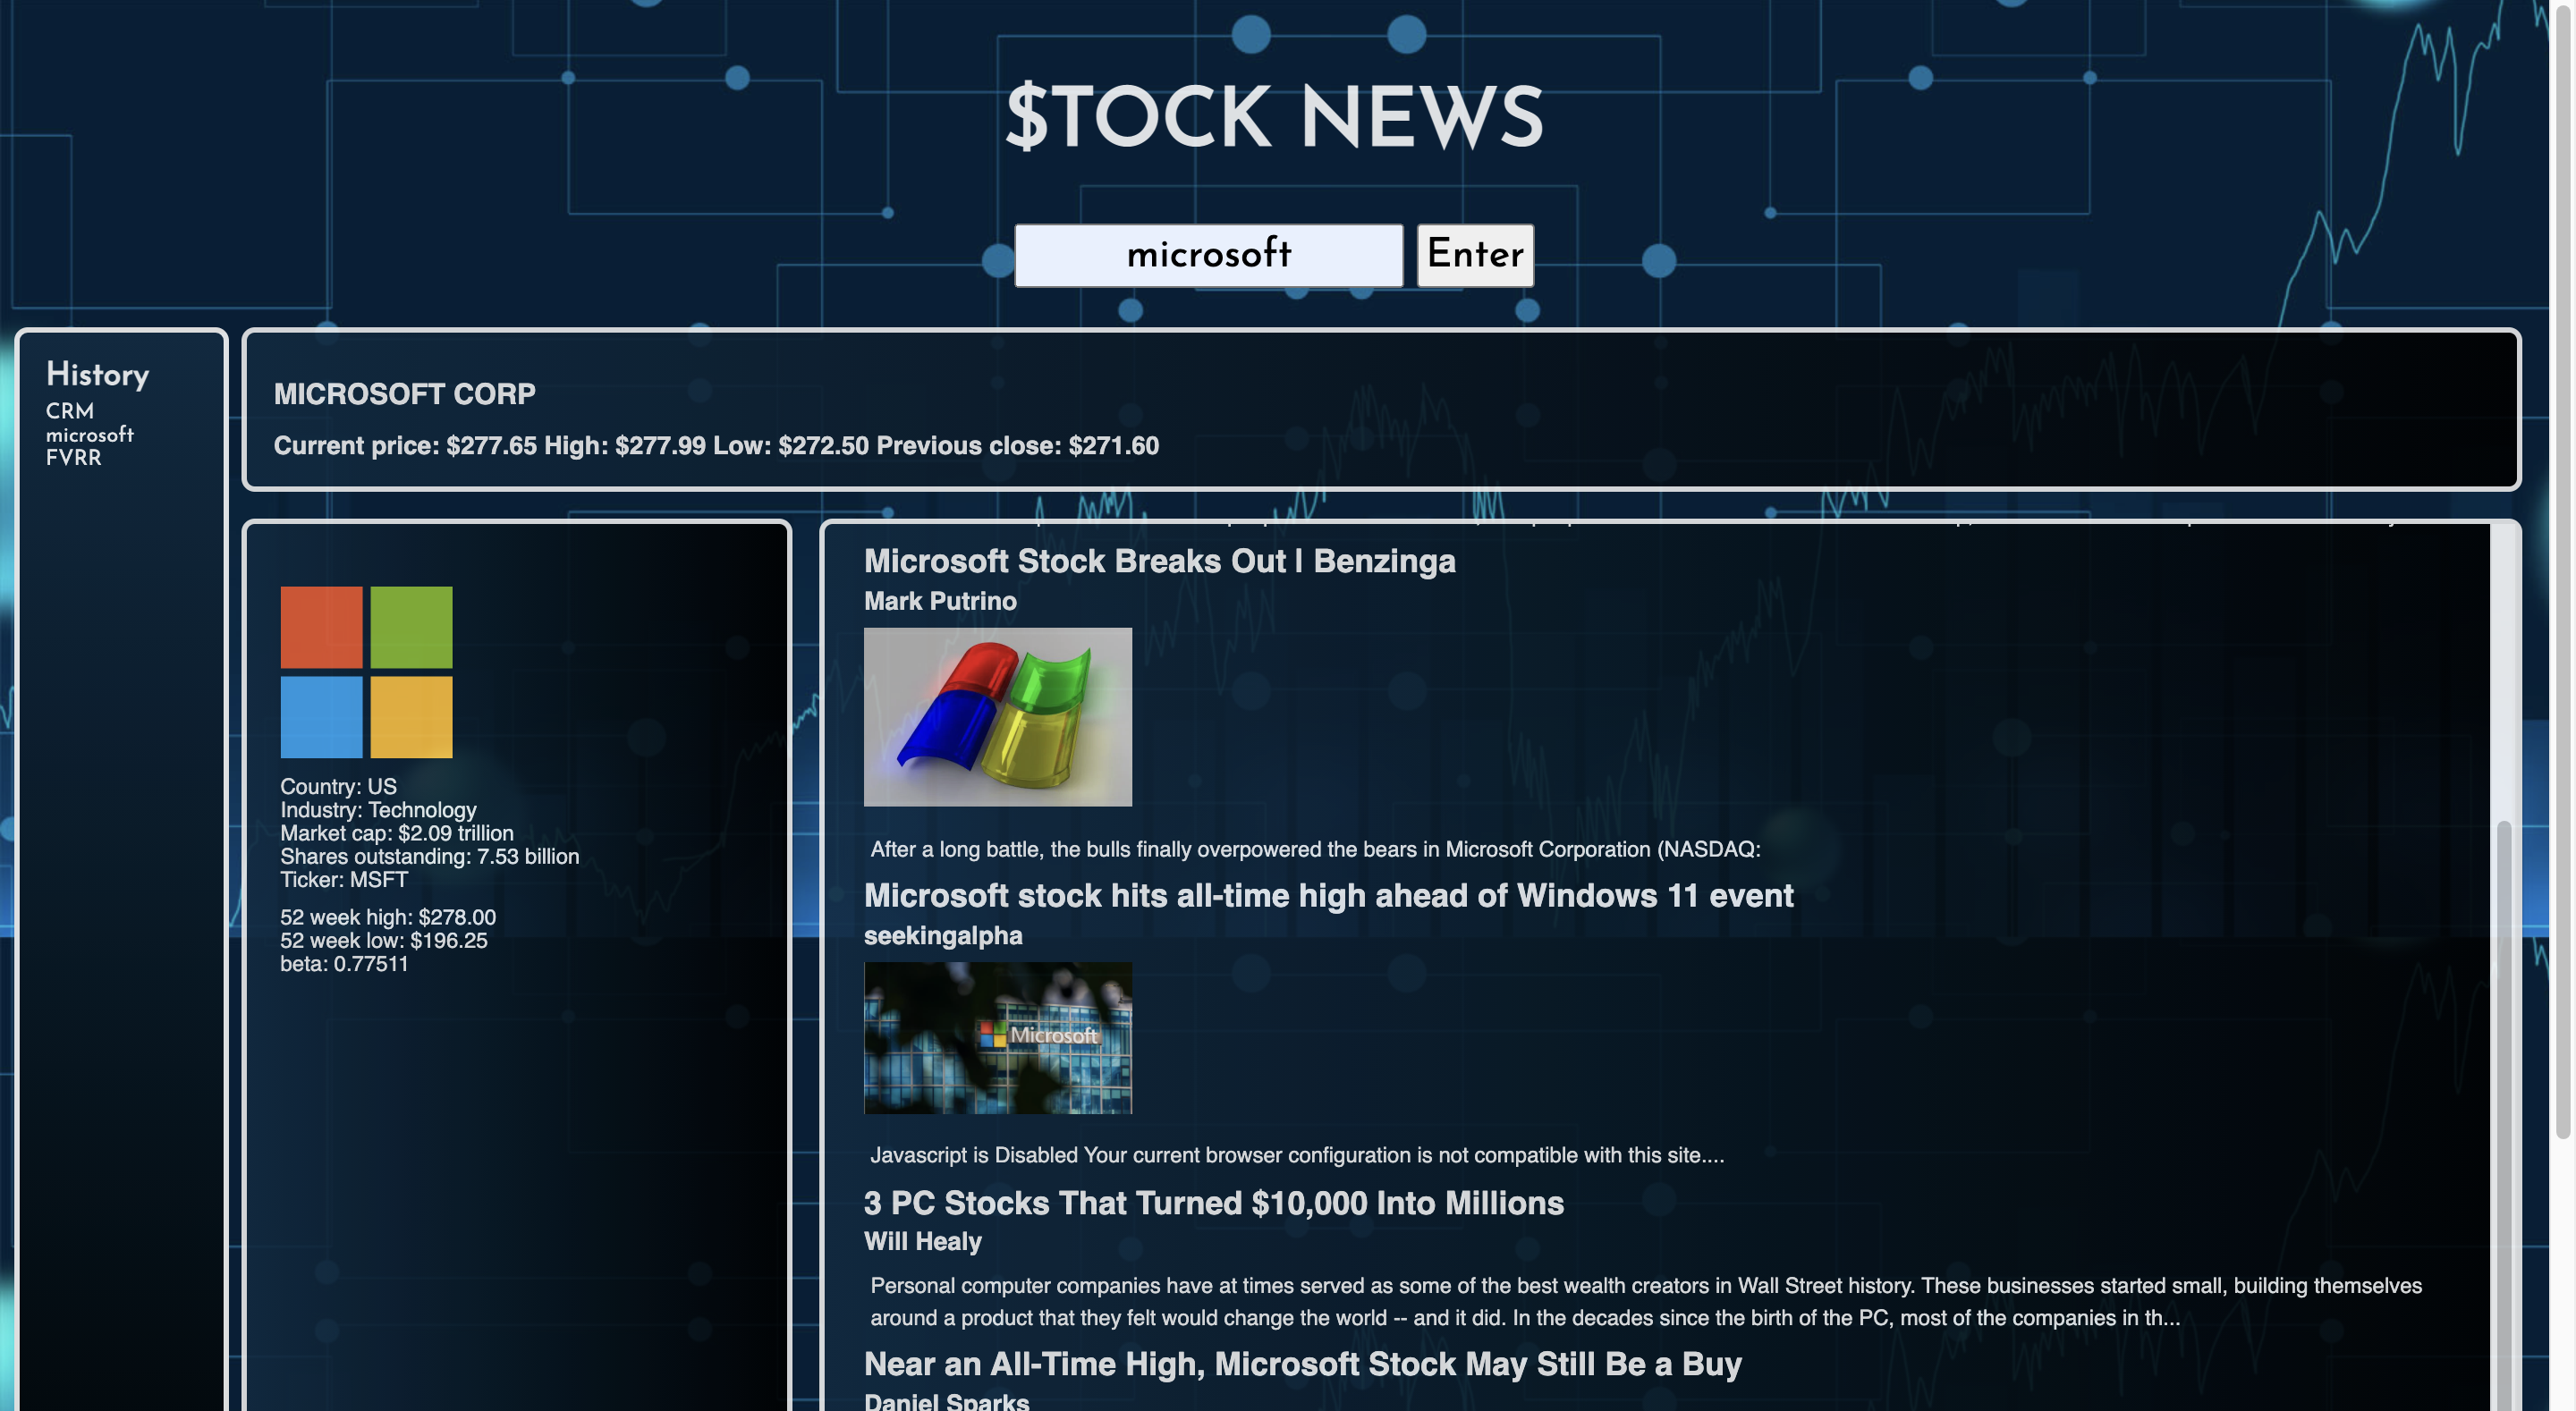 $TOCK NEWS
microsoft
Enter
History
CRM
microsoft
FVRR
MICROSOFT CORP
Current price: $277.65 High: $277.99 Low: $272.50 Previous close: $271.60
Country: US
Industry: Technology
Market cap: $2.09 trillion
Shares outstanding: 7.53 billion
Ticker: MSFT
52 week high: $278.00
52 week low: $196.25
beta: 0.77511
Microsoft Stock Breaks Out | Benzinga
Mark Putrino
After a long battle, the bulls finally overpowered the bears in Microsoft Corporation (NASDAQ:
Microsoft stock hits all-time high ahead of Windows 11 event
seekingalpha
Microsoft
Javascript is Disabled Your current browser configuration is not compatible with this site....
3 PC Stocks That Turned $10,000 Into Millions
Will Healy
Personal computer companies have at times served as some of the best wealth creators in Wall Street history. These businesses started small, building themselves
around a product that they felt would change the world -- and it did. In the decades since the birth of the PC, most of the companies in th...
Near an All-Time High, Microsoft Stock May Still Be a Buy
Daniel Sparks